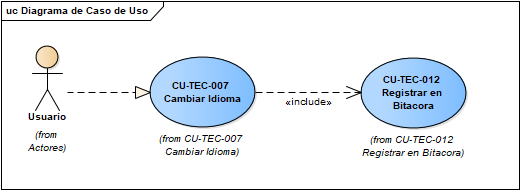 uc Diagrama de Caso de Uso
Usuario
(from
Actores)
CU-TEC-007
Cambiar Idioma
(from CU-TEC-007
Cambiar Idioma)
«include»
CU-TEC-012
Registrar en
Bitacora
(from CU-TEC-012
Registrar en Bitacora)